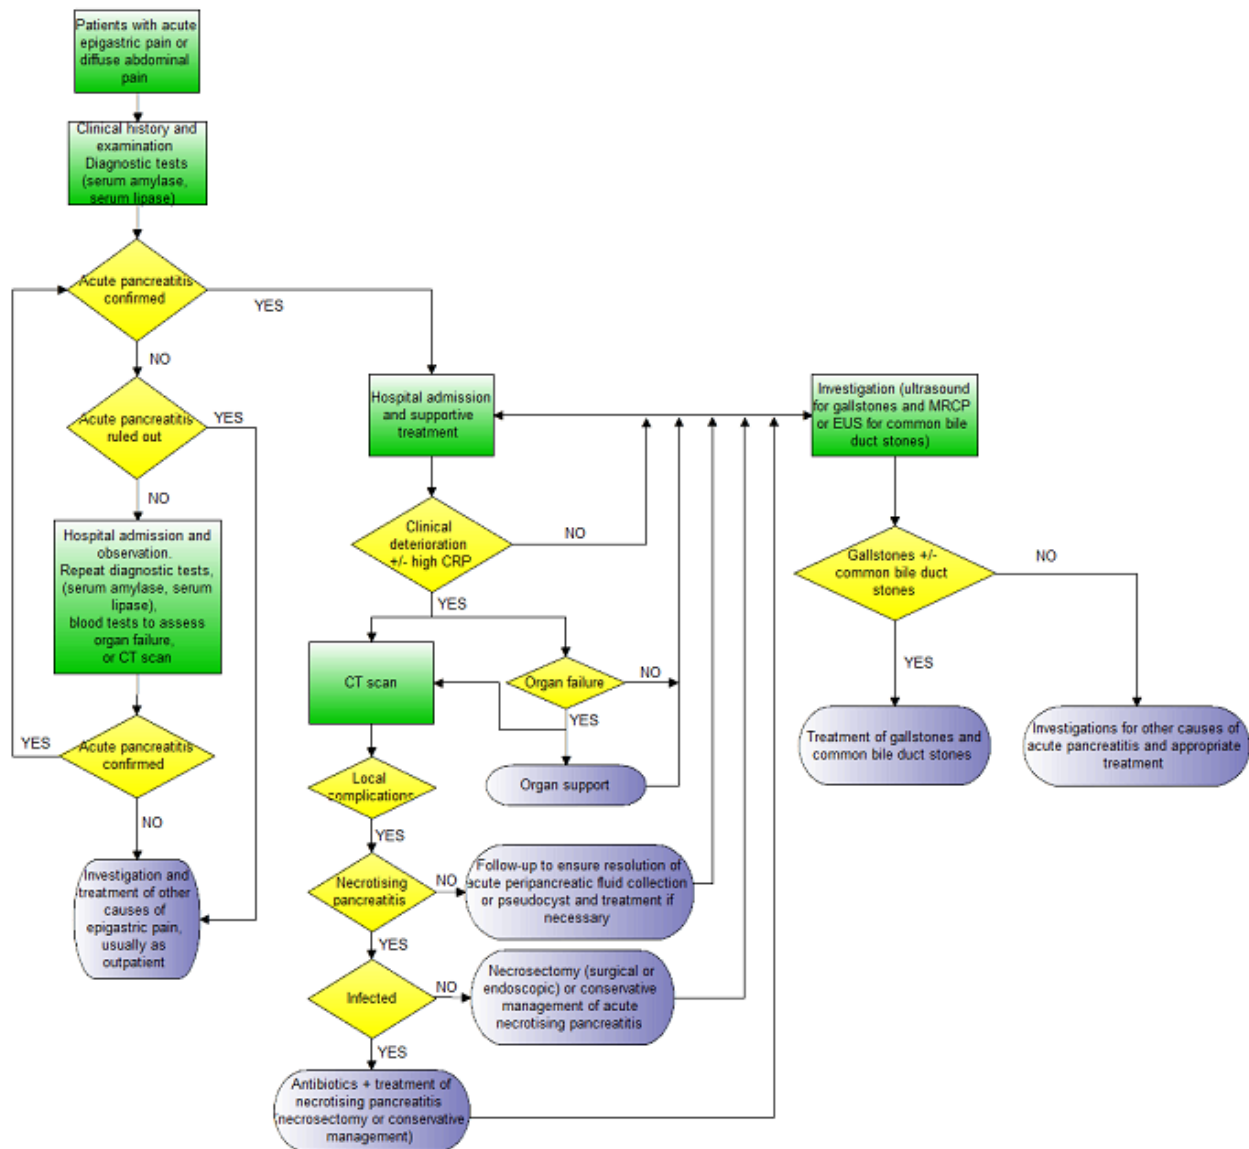 Patients with acute
epigastric pain or
diffuse abdominal
pain
Clinical history and
examination
Diagnostic tests
(serum amylase,
serum lipase)
Acute pancreatitis
confirmed
YES
NO
Acute pancreatitis
ruled out
YES
NO
Hospital admission and
observation.
Repeat diagnostic tests,
(serum amylase, serum
lipase),
blood tests to assess
organ failure,
or CT scan
Acute pancreatitis
confirmed
YES
NO
Investigation and
treatment of other
causes of
epigastric pain,
usually as
outpatient
Hospital admission
and supportive
treatment
Clinical
deterioration
+/- high CRP
NO
YES
CT scan
Organ failure
NO
YES
Organ support
Local
complications
YES
Necrotising
pancreatitis
NO
Follow-up to ensure resolution of
acute peripancreatic fluid collection
or pseudocyst and treatment if
necessary
YES
Infected
NO
Necrosectomy (surgical or
endoscopic) or conservative
management of acute
necrotising pancreatitis
YES
Antibiotics + treatment of
necrotising pancreatitis
(necrosectomy or conservative
management)
Investigation (ultrasound
for gallstones and MRCP
or EUS for common bile
duct stones)
Gallstones +/-
common bile duct
stones
NO
YES
Treatment of gallstones and
common bile duct stones
Investigations for other causes of
acute pancreatitis and appropriate
treatment